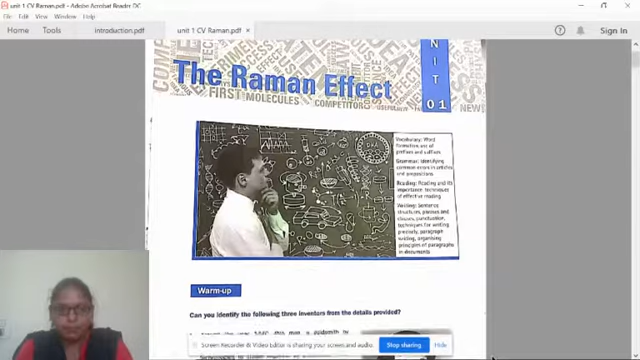 unit 1 CV Raman.pdf - Adobe Acrobat Reader DC
File Edit View Window Help
Home Tools introduction.pdf unit 1 CV Raman.pdf × Sign In
UNIT
01
The Raman Effect
FIRST MOLECULES COMPETITOR
Vocabulary: Word
formation, use of
prefixes and suffixes
Grammar: Identifying
common errors in articles
and prepositions
Reading: Reading and its
importance, techniques
of effective reading
Writing: Sentence
structures, phrases and
clauses, punctuation,
techniques for writing
precisely, paragraph
writing, organising
principles of paragraphs
in documents
Warm-up
Can you identify the following three inventors from the details provided?
Screen Recorder & Video Editor is sharing your screen and audio.
Stop sharing
Hide